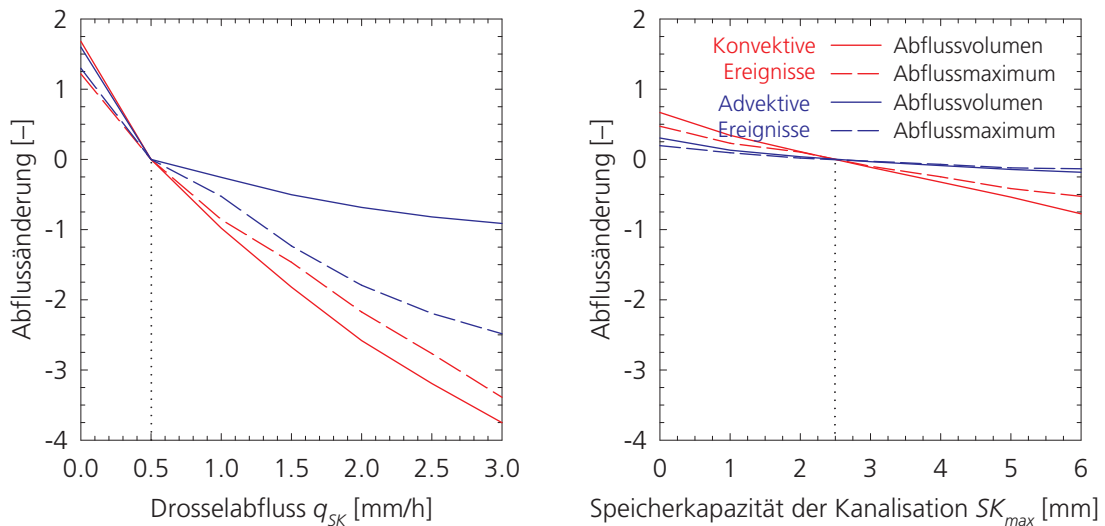 2
1
0
-1
-2
-3
-4
Abflussänderung [–]
0.0 0.5 1.0 1.5 2.0 2.5 3.0
Drosselabfluss q_SK [mm/h]
2
1
0
-1
-2
-3
-4
Abflussänderung [–]
Konvektive Abflussvolumen
Ereignisse Abflussmaximum
Advektive Abflussvolumen
Ereignisse Abflussmaximum
0 1 2 3 4 5 6
Speicherkapazität der Kanalisation SK_max [mm]